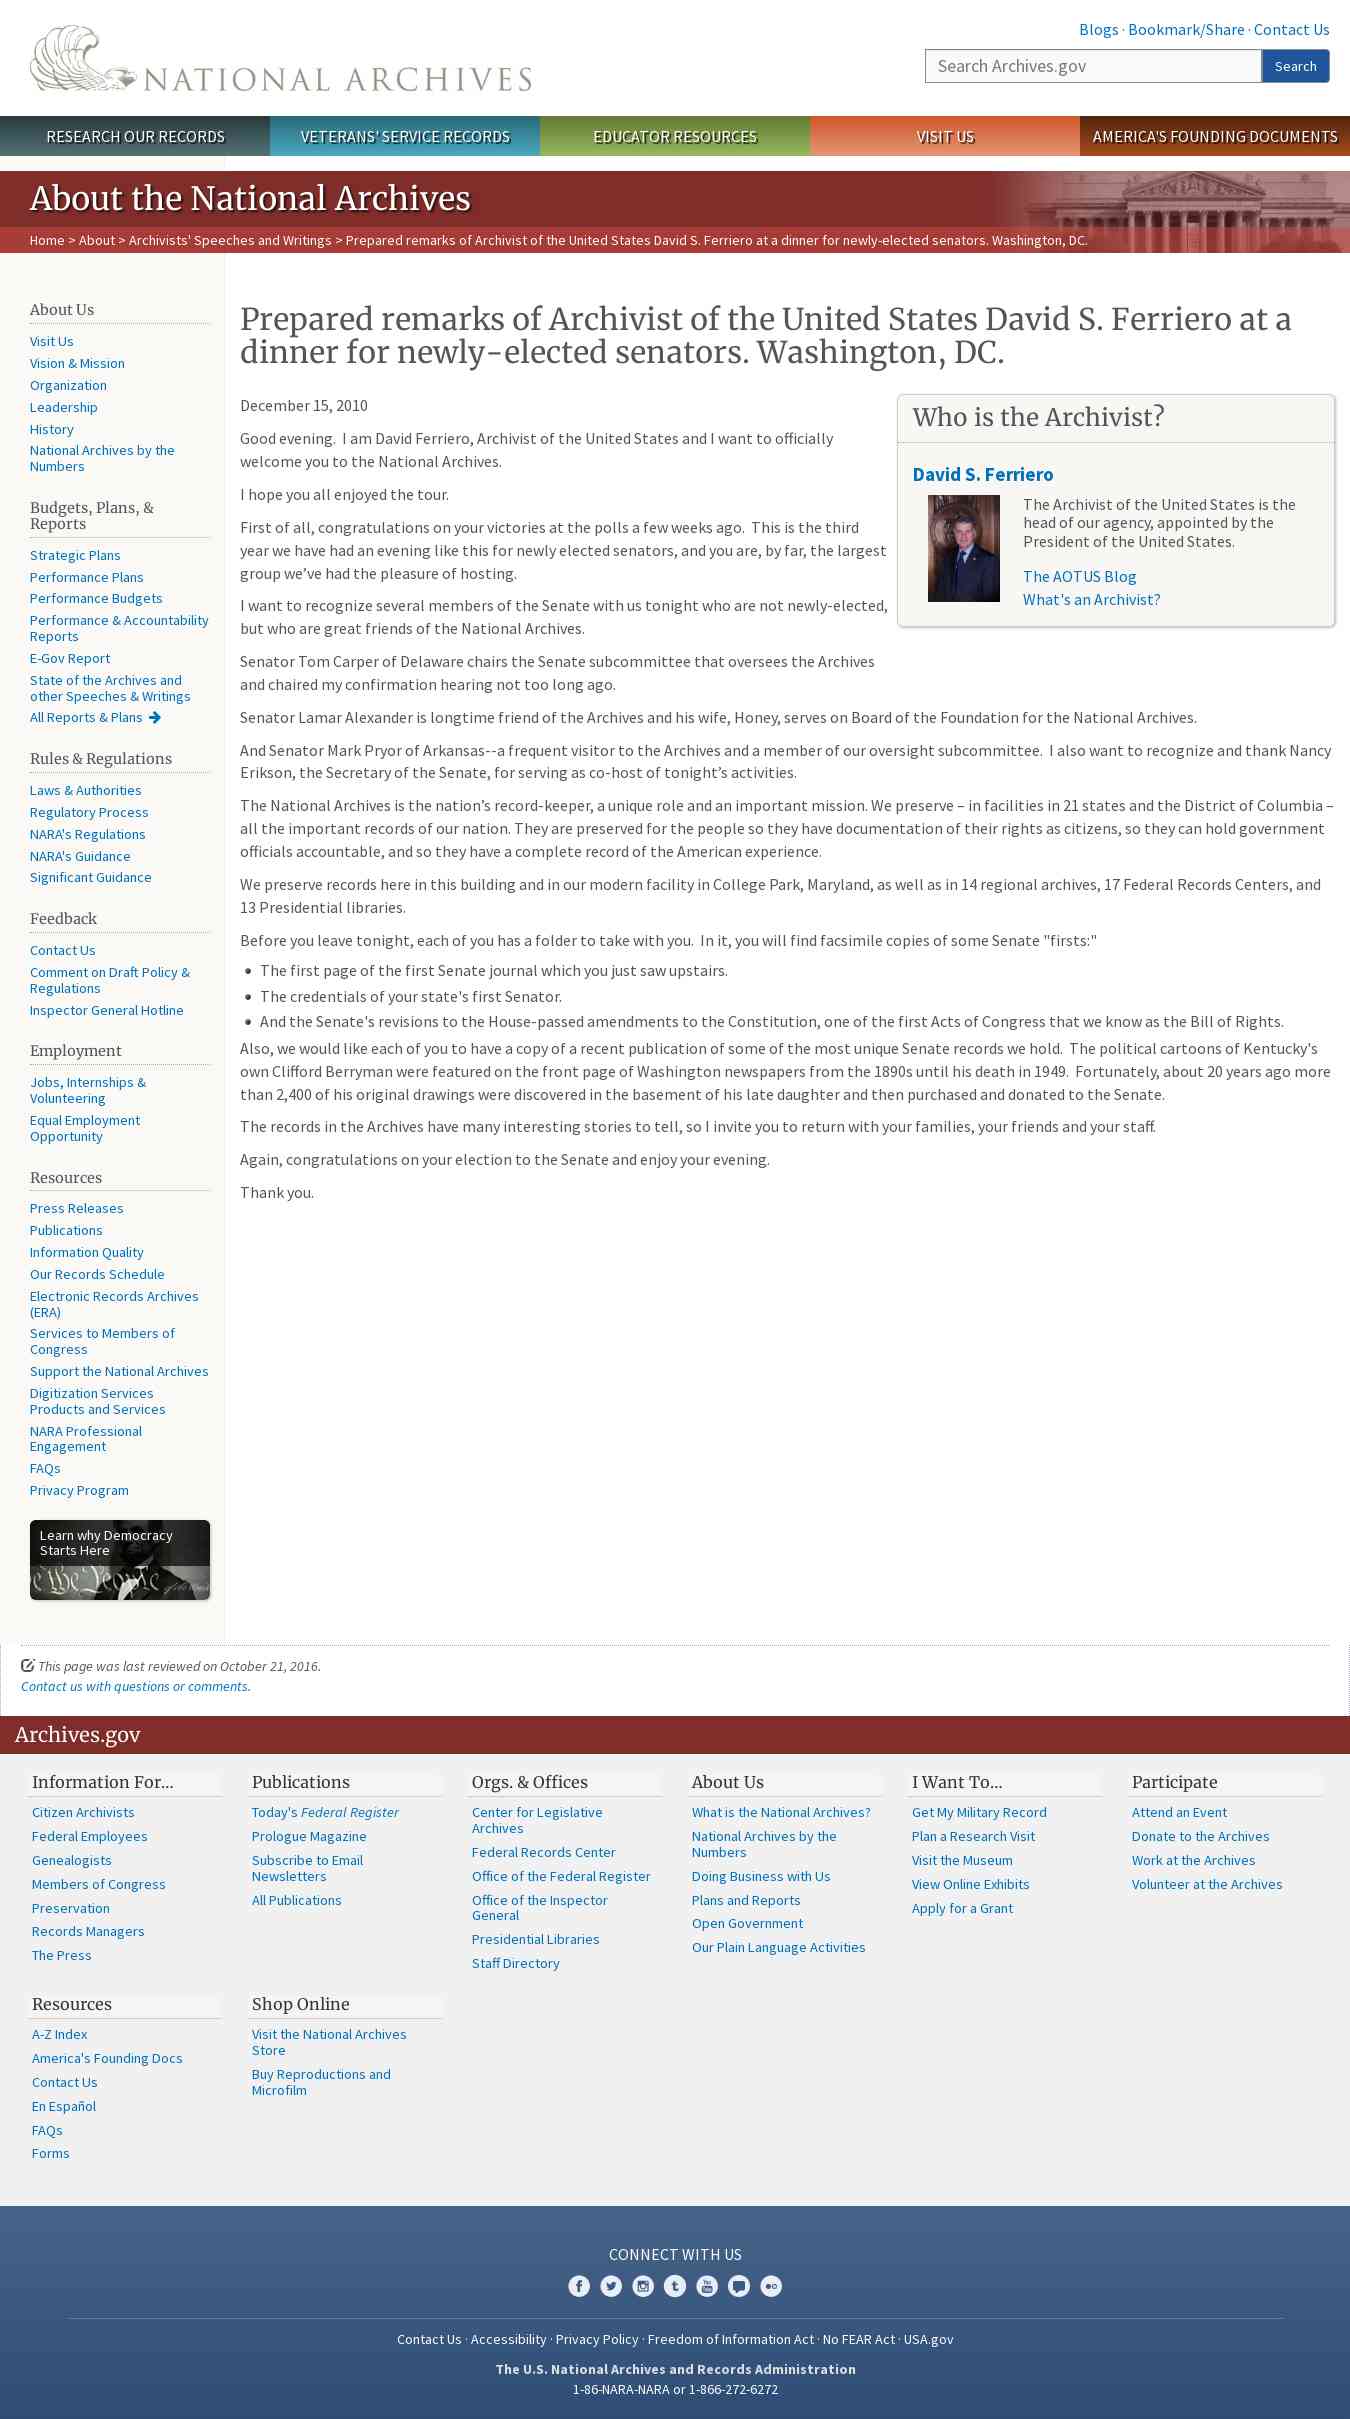 NATIONAL ARCHIVES
Blogs · Bookmark/Share · Contact Us
Search Archives.gov
Search
RESEARCH OUR RECORDS
VETERANS' SERVICE RECORDS
EDUCATOR RESOURCES
VISIT US
AMERICA'S FOUNDING DOCUMENTS
About the National Archives
Home > About > Archivists' Speeches and Writings > Prepared remarks of Archivist of the United States David S. Ferriero at a dinner for newly-elected senators. Washington, DC.
About Us
Visit Us
Vision & Mission
Organization
Leadership
History
National Archives by the
Numbers
Budgets, Plans, &
Reports
Strategic Plans
Performance Plans
Performance Budgets
Performance & Accountability
Reports
E-Gov Report
State of the Archives and
other Speeches & Writings
All Reports & Plans
Rules & Regulations
Laws & Authorities
Regulatory Process
NARA's Regulations
NARA's Guidance
Significant Guidance
Feedback
Contact Us
Comment on Draft Policy &
Regulations
Inspector General Hotline
Employment
Jobs, Internships &
Volunteering
Equal Employment
Opportunity
Resources
Press Releases
Publications
Information Quality
Our Records Schedule
Electronic Records Archives
(ERA)
Services to Members of
Congress
Support the National Archives
Digitization Services
Products and Services
NARA Professional
Engagement
FAQs
Privacy Program
Learn why Democracy
Starts Here
We the People
Prepared remarks of Archivist of the United States David S. Ferriero at a
dinner for newly-elected senators. Washington, DC.
December 15, 2010
Good evening.  I am David Ferriero, Archivist of the United States and I want to officially
welcome you to the National Archives.
I hope you all enjoyed the tour.
First of all, congratulations on your victories at the polls a few weeks ago.  This is the third
year we have had an evening like this for newly elected senators, and you are, by far, the largest
group we’ve had the pleasure of hosting.
I want to recognize several members of the Senate with us tonight who are not newly-elected,
but who are great friends of the National Archives.
Senator Tom Carper of Delaware chairs the Senate subcommittee that oversees the Archives
and chaired my confirmation hearing not too long ago.
Who is the Archivist?
David S. Ferriero
The Archivist of the United States is the
head of our agency, appointed by the
President of the United States.
The AOTUS Blog
What's an Archivist?
Senator Lamar Alexander is longtime friend of the Archives and his wife, Honey, serves on Board of the Foundation for the National Archives.
And Senator Mark Pryor of Arkansas--a frequent visitor to the Archives and a member of our oversight subcommittee.  I also want to recognize and thank Nancy
Erikson, the Secretary of the Senate, for serving as co-host of tonight’s activities.
The National Archives is the nation’s record-keeper, a unique role and an important mission. We preserve – in facilities in 21 states and the District of Columbia –
all the important records of our nation. They are preserved for the people so they have documentation of their rights as citizens, so they can hold government
officials accountable, and so they have a complete record of the American experience.
We preserve records here in this building and in our modern facility in College Park, Maryland, as well as in 14 regional archives, 17 Federal Records Centers, and
13 Presidential libraries.
Before you leave tonight, each of you has a folder to take with you.  In it, you will find facsimile copies of some Senate "firsts:"
• The first page of the first Senate journal which you just saw upstairs.
• The credentials of your state's first Senator.
• And the Senate's revisions to the House-passed amendments to the Constitution, one of the first Acts of Congress that we know as the Bill of Rights.
Also, we would like each of you to have a copy of a recent publication of some of the most unique Senate records we hold.  The political cartoons of Kentucky's
own Clifford Berryman were featured on the front page of Washington newspapers from the 1890s until his death in 1949.  Fortunately, about 20 years ago more
than 2,400 of his original drawings were discovered in the basement of his late daughter and then purchased and donated to the Senate.
The records in the Archives have many interesting stories to tell, so I invite you to return with your families, your friends and your staff.
Again, congratulations on your election to the Senate and enjoy your evening.
Thank you.
This page was last reviewed on October 21, 2016.
Contact us with questions or comments.
Archives.gov
Information For…
Citizen Archivists
Federal Employees
Genealogists
Members of Congress
Preservation
Records Managers
The Press
Publications
Today's Federal Register
Prologue Magazine
Subscribe to Email
Newsletters
All Publications
Orgs. & Offices
Center for Legislative
Archives
Federal Records Center
Office of the Federal Register
Office of the Inspector
General
Presidential Libraries
Staff Directory
About Us
What is the National Archives?
National Archives by the
Numbers
Doing Business with Us
Plans and Reports
Open Government
Our Plain Language Activities
I Want To…
Get My Military Record
Plan a Research Visit
Visit the Museum
View Online Exhibits
Apply for a Grant
Participate
Attend an Event
Donate to the Archives
Work at the Archives
Volunteer at the Archives
Resources
A-Z Index
America's Founding Docs
Contact Us
En Español
FAQs
Forms
Shop Online
Visit the National Archives
Store
Buy Reproductions and
Microfilm
CONNECT WITH US
Contact Us · Accessibility · Privacy Policy · Freedom of Information Act · No FEAR Act · USA.gov
The U.S. National Archives and Records Administration
1-86-NARA-NARA or 1-866-272-6272